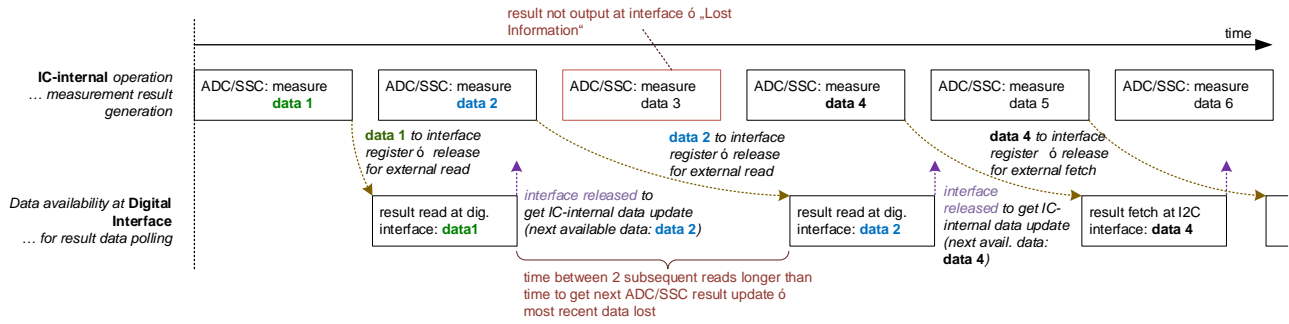 result not output at interface ó „Lost
Information“
time
IC-internal operation
… measurement result
generation
ADC/SSC: measure
data 1
ADC/SSC: measure
data 2
ADC/SSC: measure
data 3
ADC/SSC: measure
data 4
ADC/SSC: measure
data 5
ADC/SSC: measure
data 6
data 1 to interface
register ó release
for external read
data 2 to interface
register ó release
for external read
data 4 to interface
register ó release
for external fetch
Data availability at Digital
Interface
… for result data polling
result read at dig.
interface: data1
interface released to
get IC-internal data update
(next available data: data 2)
result read at dig.
interface: data 2
interface
released to get IC-
internal data update
(next avail. data:
data 4)
result fetch at I2C
interface: data 4
time between 2 subsequent reads longer than
time to get next ADC/SSC result update ó
most recent data lost